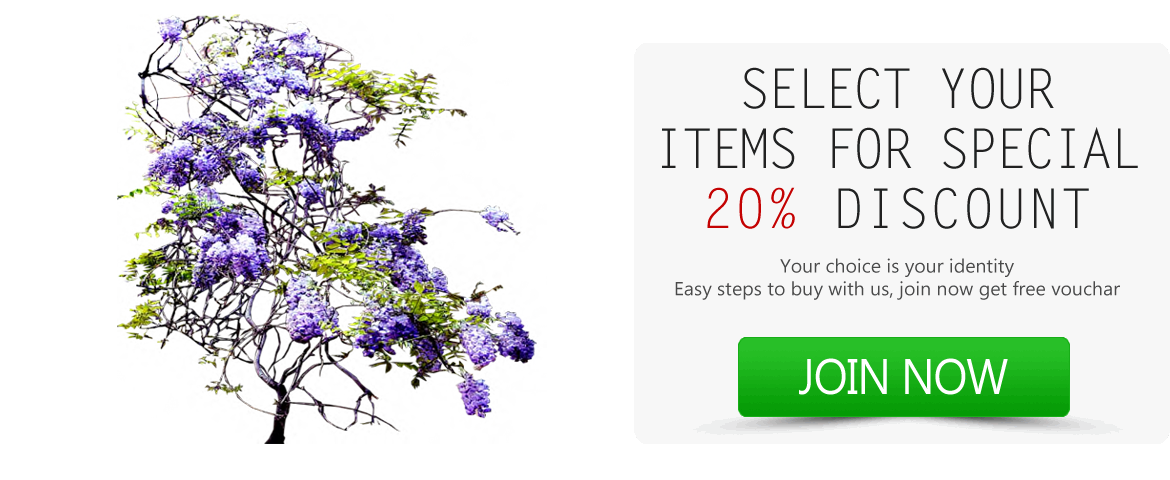 SELECT YOUR
ITEMS FOR SPECIAL
20% DISCOUNT
Your choice is your identity
Easy steps to buy with us, join now get free vouchar
JOIN NOW